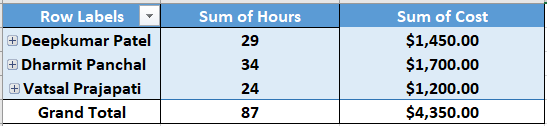 Row Labels Sum of Hours Sum of Cost
Deepkumar Patel 29 $1,450.00
Dharmit Panchal 34 $1,700.00
Vatsal Prajapati 24 $1,200.00
Grand Total 87 $4,350.00